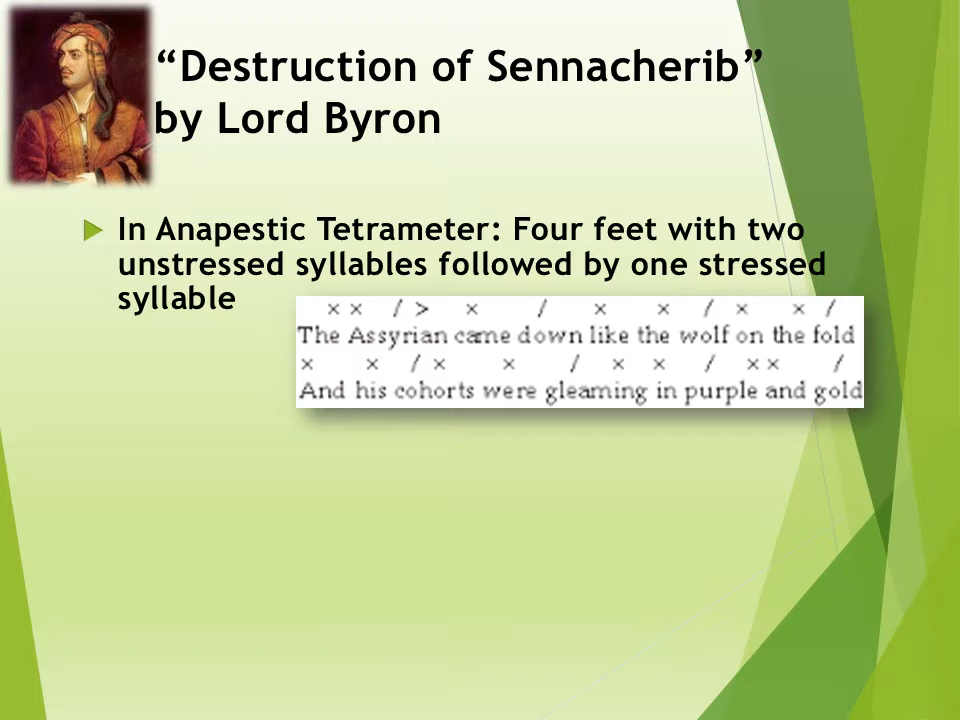 “Destruction of Sennacherib”
by Lord Byron
In Anapestic Tetrameter: Four feet with two
unstressed syllables followed by one stressed
syllable
× × / > × / × × / × × /
The Assyrian came down like the wolf on the fold
× × / × × / × × / × × /
And his cohorts were gleaming in purple and gold